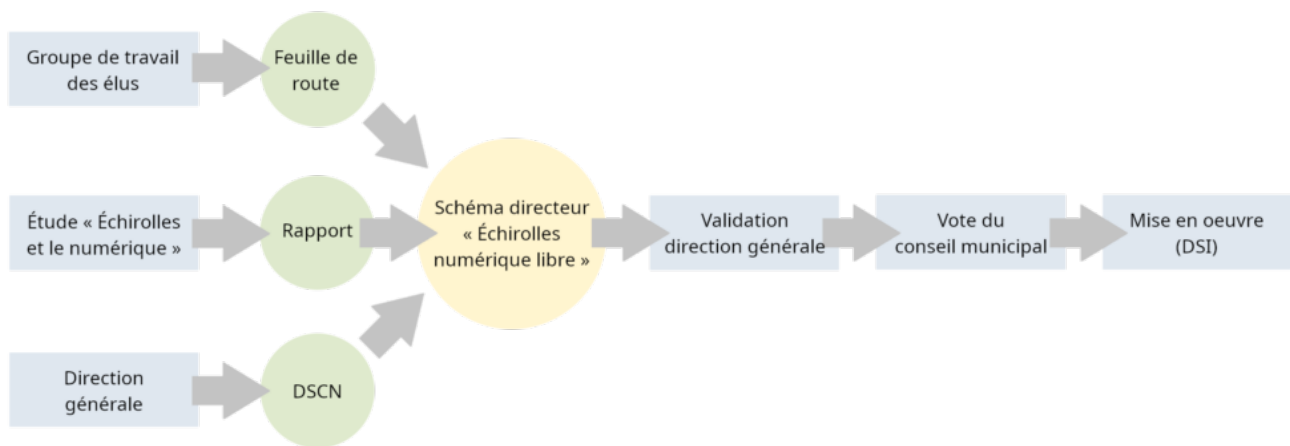 Groupe de travail
des élus
Feuille de
route
Étude « Échirolles
et le numérique »
Rapport
Schéma directeur
« Échirolles
numérique libre »
Validation
direction générale
Vote du
conseil municipal
Mise en oeuvre
(DSI)
Direction
générale
DSCN